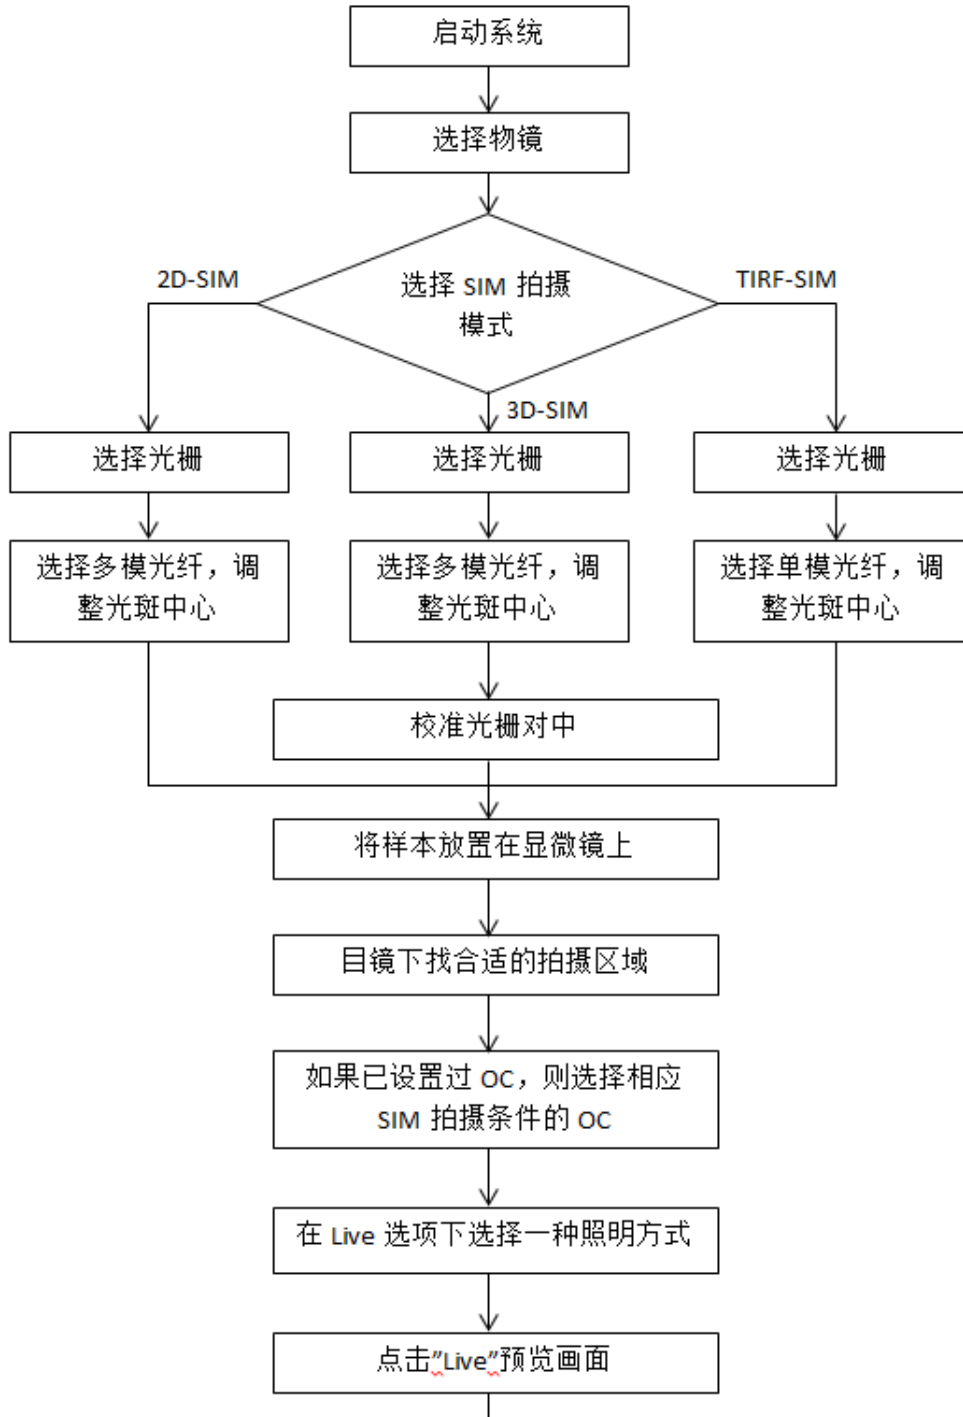 启动系统
选择物镜
2D-SIM
选择 SIM 拍摄
模式
TIRF-SIM
3D-SIM
选择光栅
选择光栅
选择光栅
选择多模光纤，调
整光斑中心
选择多模光纤，调
整光斑中心
选择单模光纤，调
整光斑中心
校准光栅对中
将样本放置在显微镜上
目镜下找合适的拍摄区域
如果已设置过 OC，则选择相应
SIM 拍摄条件的 OC
在 Live 选项下选择一种照明方式
点击”Live”预览画面